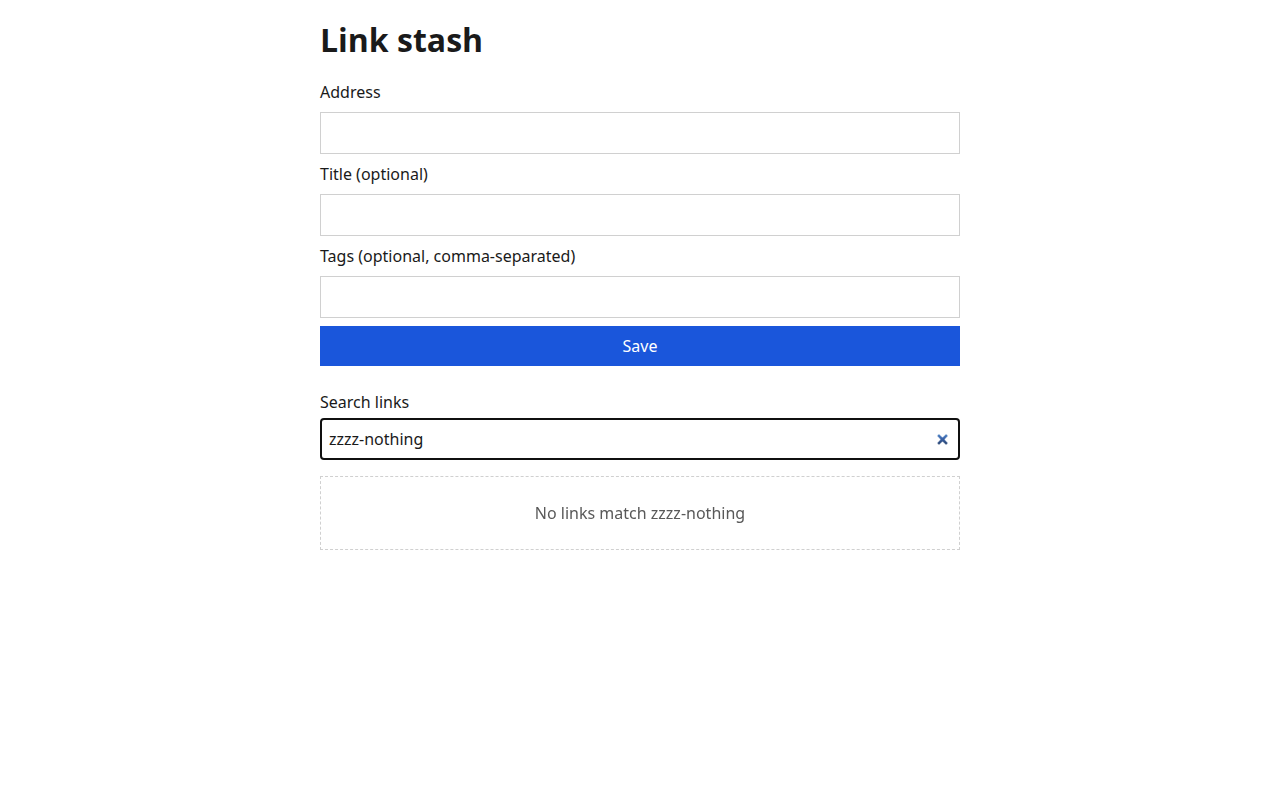 Link stash
Address
Title (optional)
Tags (optional, comma-separated)
Save
Search links
zzzz-nothing
No links match zzzz-nothing